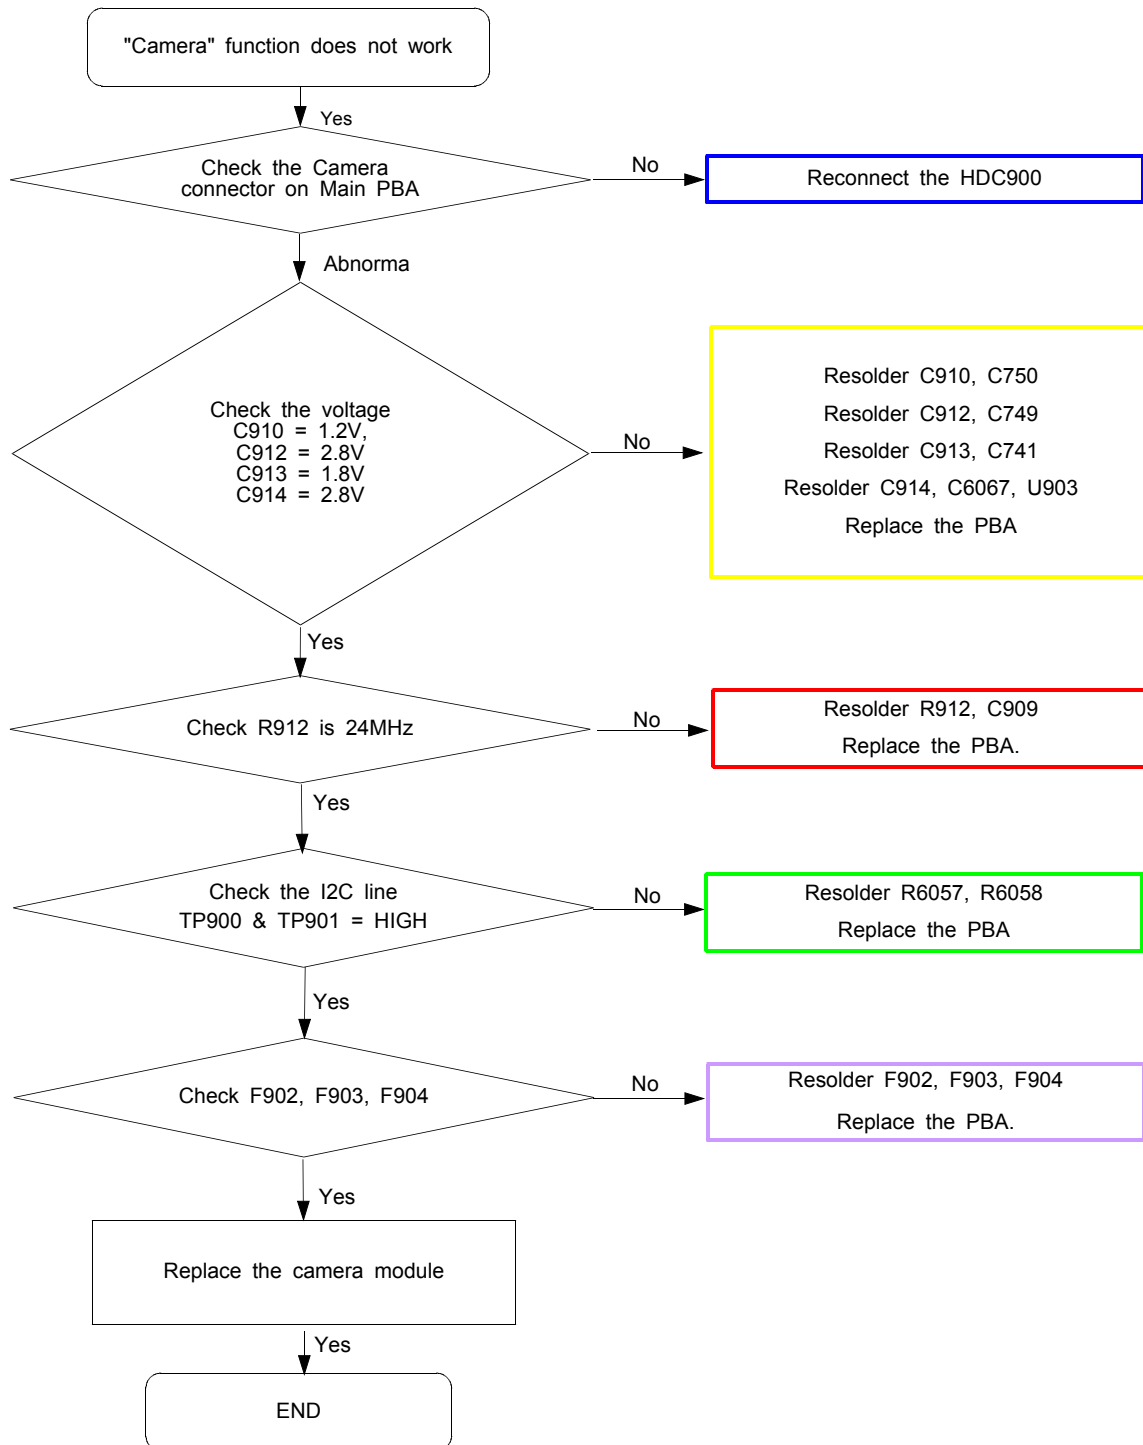 "Camera" function does not work
Yes
Check the Camera
connector on Main PBA
No
Reconnect the HDC900
Abnorma
Check the voltage
C910 = 1.2V,
C912 = 2.8V
C913 = 1.8V
C914 = 2.8V
No
Resolder C910, C750
Resolder C912, C749
Resolder C913, C741
Resolder C914, C6067, U903
Replace the PBA
Yes
Check R912 is 24MHz
No
Resolder R912, C909
Replace the PBA.
Yes
Check the I2C line
TP900 & TP901 = HIGH
No
Resolder R6057, R6058
Replace the PBA
Yes
Check F902, F903, F904
No
Resolder F902, F903, F904
Replace the PBA.
Yes
Replace the camera module
Yes
END